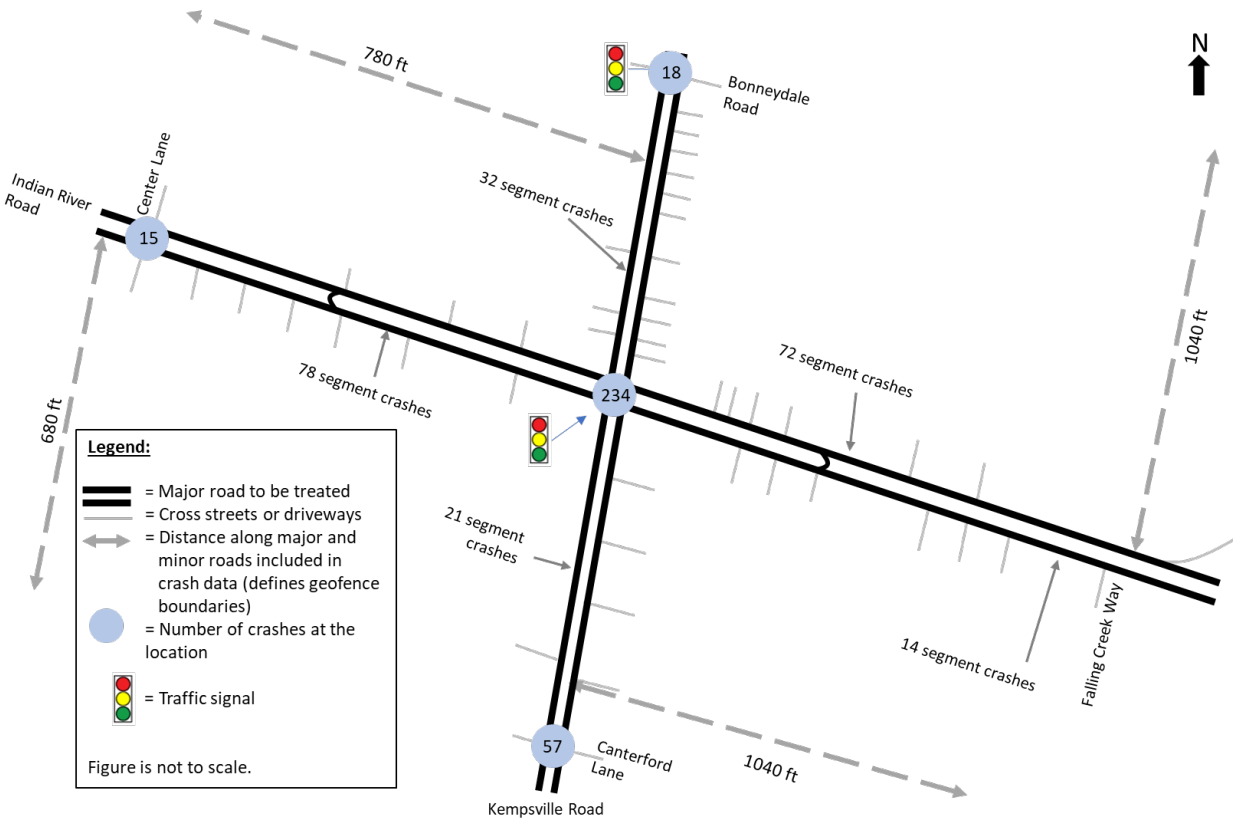 780 ft
18
N
Bonneydale
Road
Center Lane
Indian River
Road
32 segment crashes
15
1040 ft
78 segment crashes
234
72 segment crashes
680 ft
Legend:
= Major road to be treated
= Cross streets or driveways
= Distance along major and
minor roads included in
crash data (defines geofence
boundaries)
= Number of crashes at the
location
= Traffic signal
Figure is not to scale.
21 segment
crashes
14 segment crashes
Falling Creek Way
57
Canterford
Lane
1040 ft
Kempsville Road